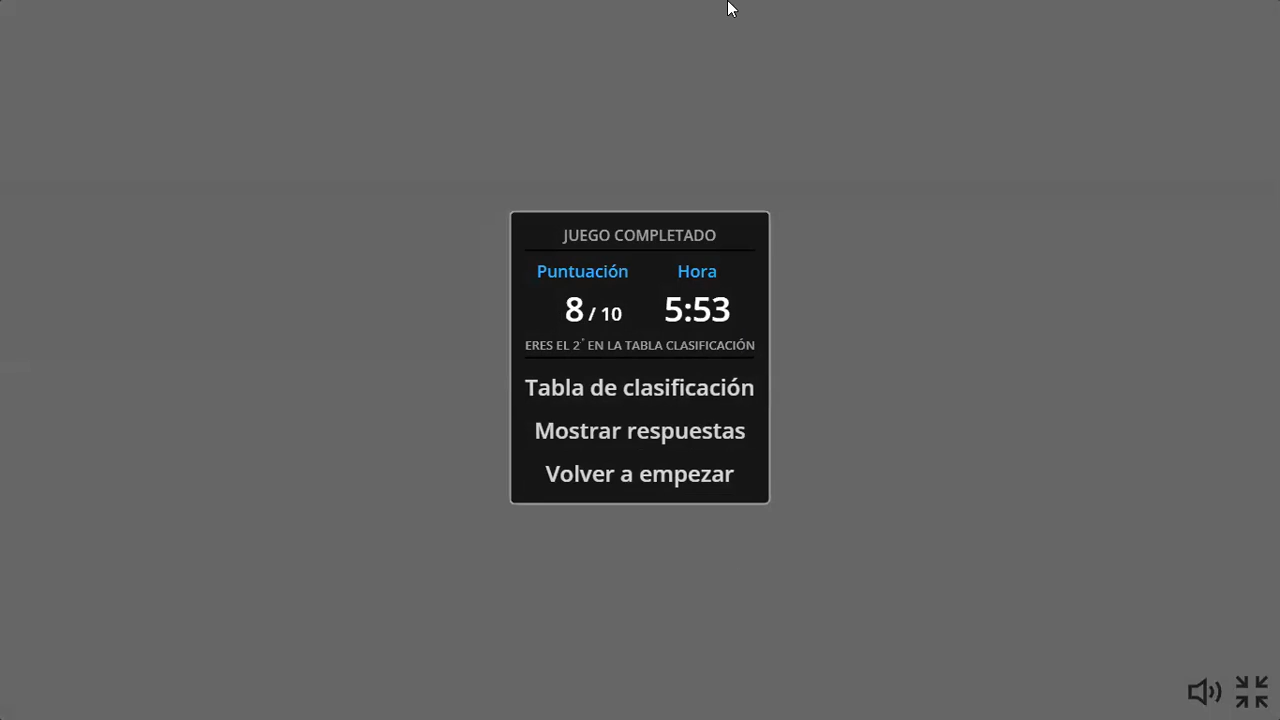 JUEGO COMPLETADO
Puntuación Hora
8 / 10 5:53
ERES EL 2° EN LA TABLA CLASIFICACIÓN
Tabla de clasificación
Mostrar respuestas
Volver a empezar